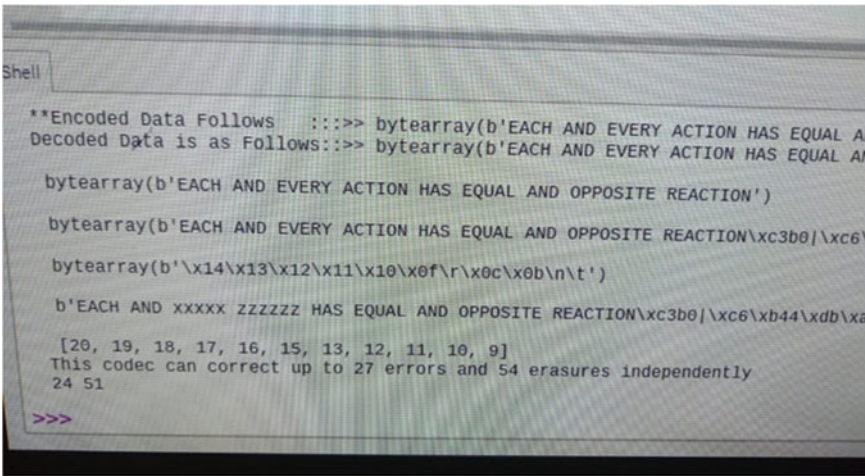 Shell
**Encoded Data Follows   :::>> bytearray(b'EACH AND EVERY ACTION HAS EQUAL A
Decoded Data is as Follows::>> bytearray(b'EACH AND EVERY ACTION HAS EQUAL AN
bytearray(b'EACH AND EVERY ACTION HAS EQUAL AND OPPOSITE REACTION')
bytearray(b'EACH AND EVERY ACTION HAS EQUAL AND OPPOSITE REACTION\xc3b0|\xc6\
bytearray(b'\x14\x13\x12\x11\x10\x0f\r\x0c\x0b\n\t')
b'EACH AND xxxxx zzzzzz HAS EQUAL AND OPPOSITE REACTION\xc3b0|\xc6\xb44\xdb\xa
[20, 19, 18, 17, 16, 15, 13, 12, 11, 10, 9]
This codec can correct up to 27 errors and 54 erasures independently
24 51
>>>